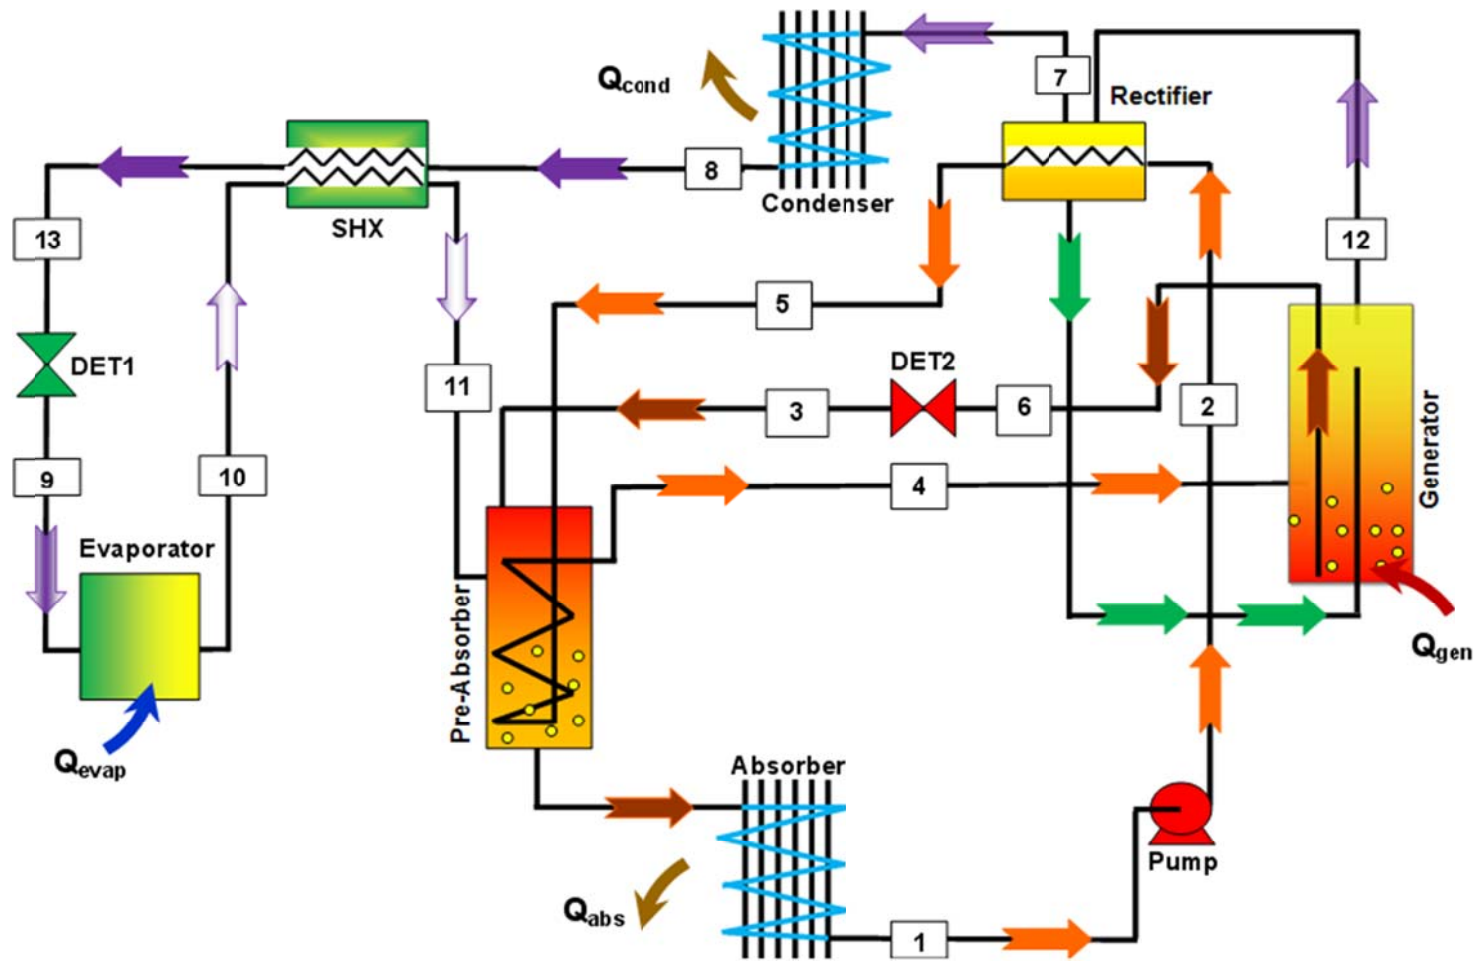 Qcond
7
Rectifier
8
Condenser
SHX
13
12
5
DET1
DET2
11
3
6
2
9
10
4
Generator
Evaporator
Pre-Absorber
Qgen
Qevap
Absorber
Pump
Qabs
1